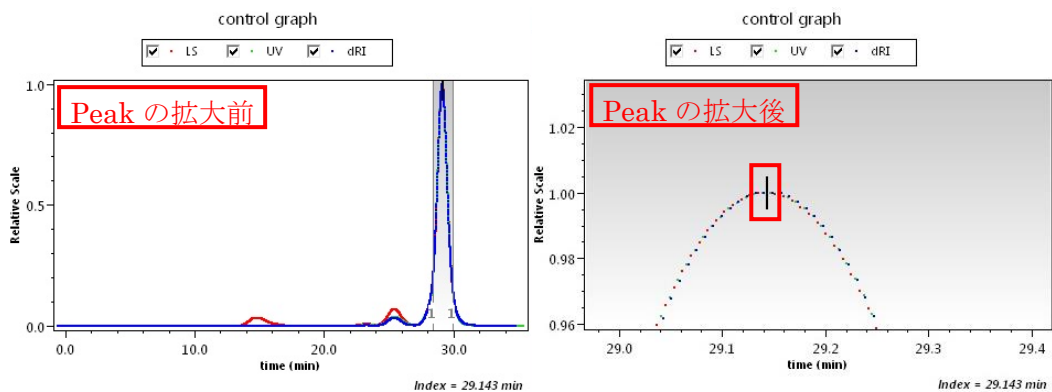 control graph
LS UV dRI
Peak の拡大前
1.0
0.5
0.0
Relative Scale
1 1
0.0 10.0 20.0 30.0
time (min)
Index = 29.143 min
control graph
LS UV dRI
Peak の拡大後
1.02
1.00
0.98
0.96
Relative Scale
29.0 29.1 29.2 29.3 29.4
time (min)
Index = 29.143 min